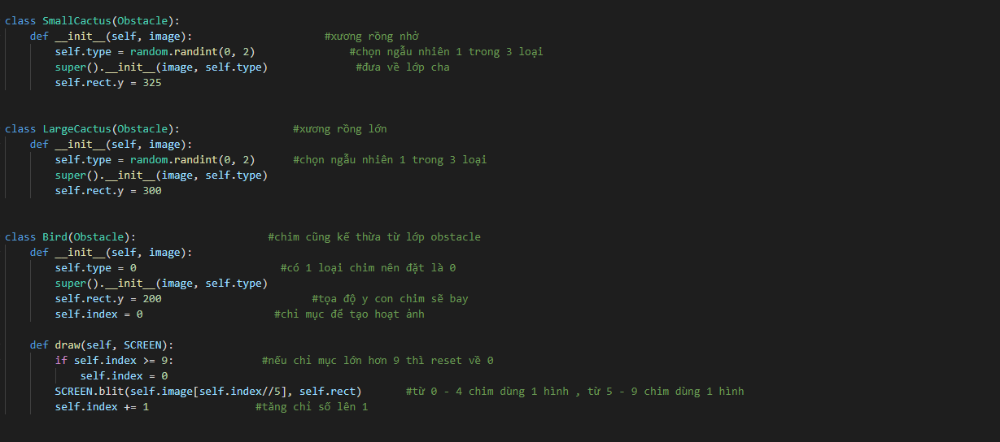 class SmallCactus(Obstacle):
    def __init__(self, image):                     #xương rồng nhở
        self.type = random.randint(0, 2)               #chọn ngẫu nhiên 1 trong 3 loại
        super().__init__(image, self.type)              #đưa về lớp cha
        self.rect.y = 325
class LargeCactus(Obstacle):                  #xương rồng lớn
    def __init__(self, image):
        self.type = random.randint(0, 2)      #chọn ngẫu nhiên 1 trong 3 loại
        super().__init__(image, self.type)
        self.rect.y = 300
class Bird(Obstacle):                     #chim cũng kế thừa từ lớp obstacle
    def __init__(self, image):
        self.type = 0                       #có 1 loại chim nên đặt là 0
        super().__init__(image, self.type)
        self.rect.y = 200                        #tọa độ y con chim sẽ bay
        self.index = 0                     #chỉ mục để tạo hoạt ảnh
    def draw(self, SCREEN):
        if self.index >= 9:              #nếu chỉ mục lớn hơn 9 thì reset về 0
            self.index = 0
        SCREEN.blit(self.image[self.index//5], self.rect)       #từ 0 - 4 chim dùng 1 hình , từ 5 - 9 chim dùng 1 hình
        self.index += 1                 #tăng chỉ số lên 1